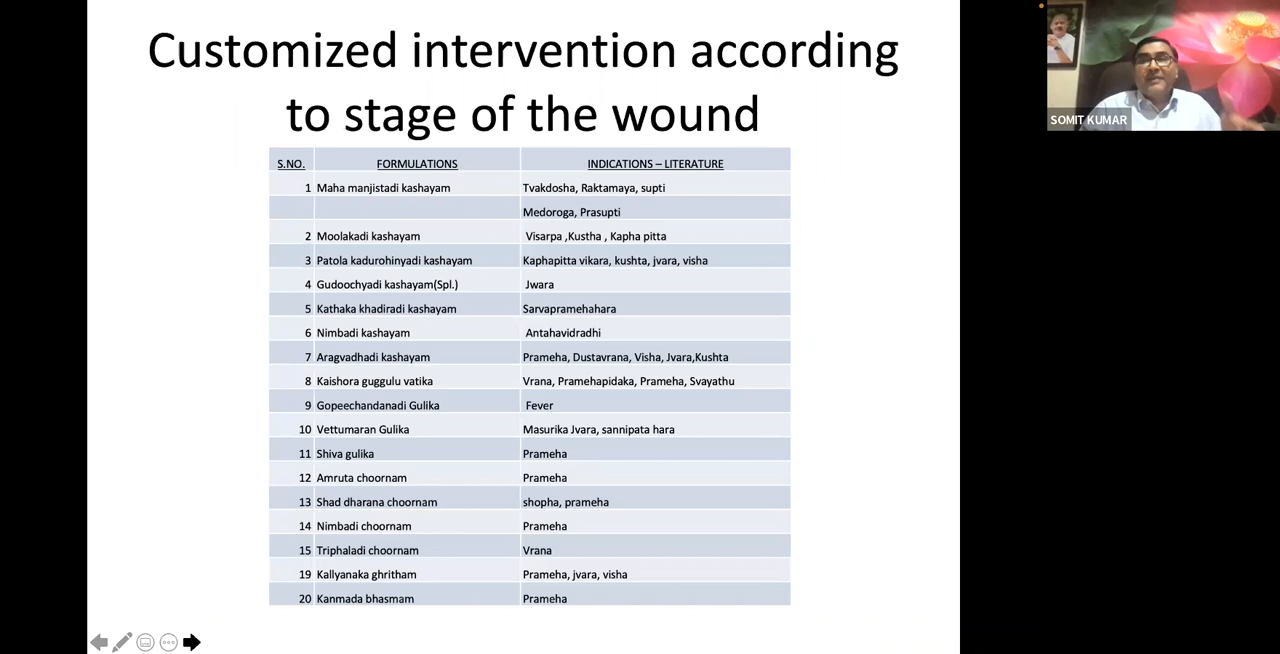 Customized intervention according
to stage of the wound
S.NO. FORMULATIONS INDICATIONS – LITERATURE
1 Maha manjistadi kashayam Tvakdosha, Raktamaya, supti
Medoroga, Prasupti
2 Moolakadi kashayam Visarpa ,Kustha , Kapha pitta
3 Patola kadurohinyadi kashayam Kaphapitta vikara, kushta, jvara, visha
4 Gudoochyadi kashayam(Spl.) Jwara
5 Kathaka khadiradi kashayam Sarvapramehahara
6 Nimbadi kashayam Antahavidradhi
7 Aragvadhadi kashayam Prameha, Dustavrana, Visha, Jvara,Kushta
8 Kaishora guggulu vatika Vrana, Pramehapidaka, Prameha, Svayathu
9 Gopeechandanadi Gulika Fever
10 Vettumaran Gulika Masurika Jvara, sannipata hara
11 Shiva gulika Prameha
12 Amruta choornam Prameha
13 Shad dharana choornam shopha, prameha
14 Nimbadi choornam Prameha
15 Triphaladi choornam Vrana
19 Kallyanaka ghritham Prameha, jvara, visha
20 Kanmada bhasmam Prameha
SOMIT KUMAR